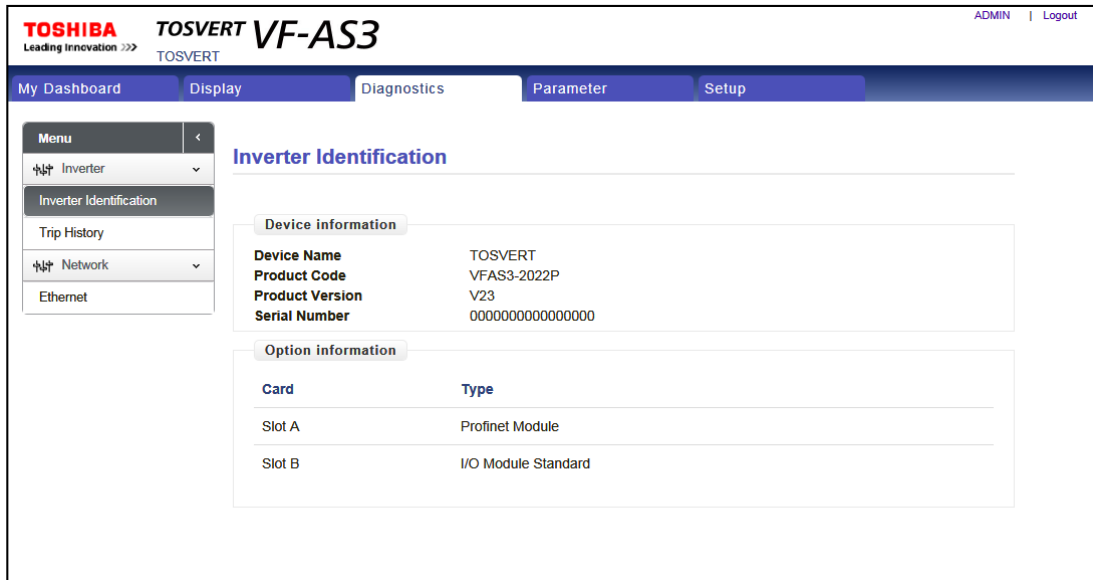 ADMIN | Logout
TOSHIBA
Leading Innovation >>>
TOSVERT VF-AS3
TOSVERT
My Dashboard Display Diagnostics Parameter Setup
Menu <
Inverter
Inverter Identification
Trip History
Network
Ethernet
Inverter Identification
Device information
Device Name TOSVERT
Product Code VFAS3-2022P
Product Version V23
Serial Number 0000000000000000
Option information
Card Type
Slot A Profinet Module
Slot B I/O Module Standard